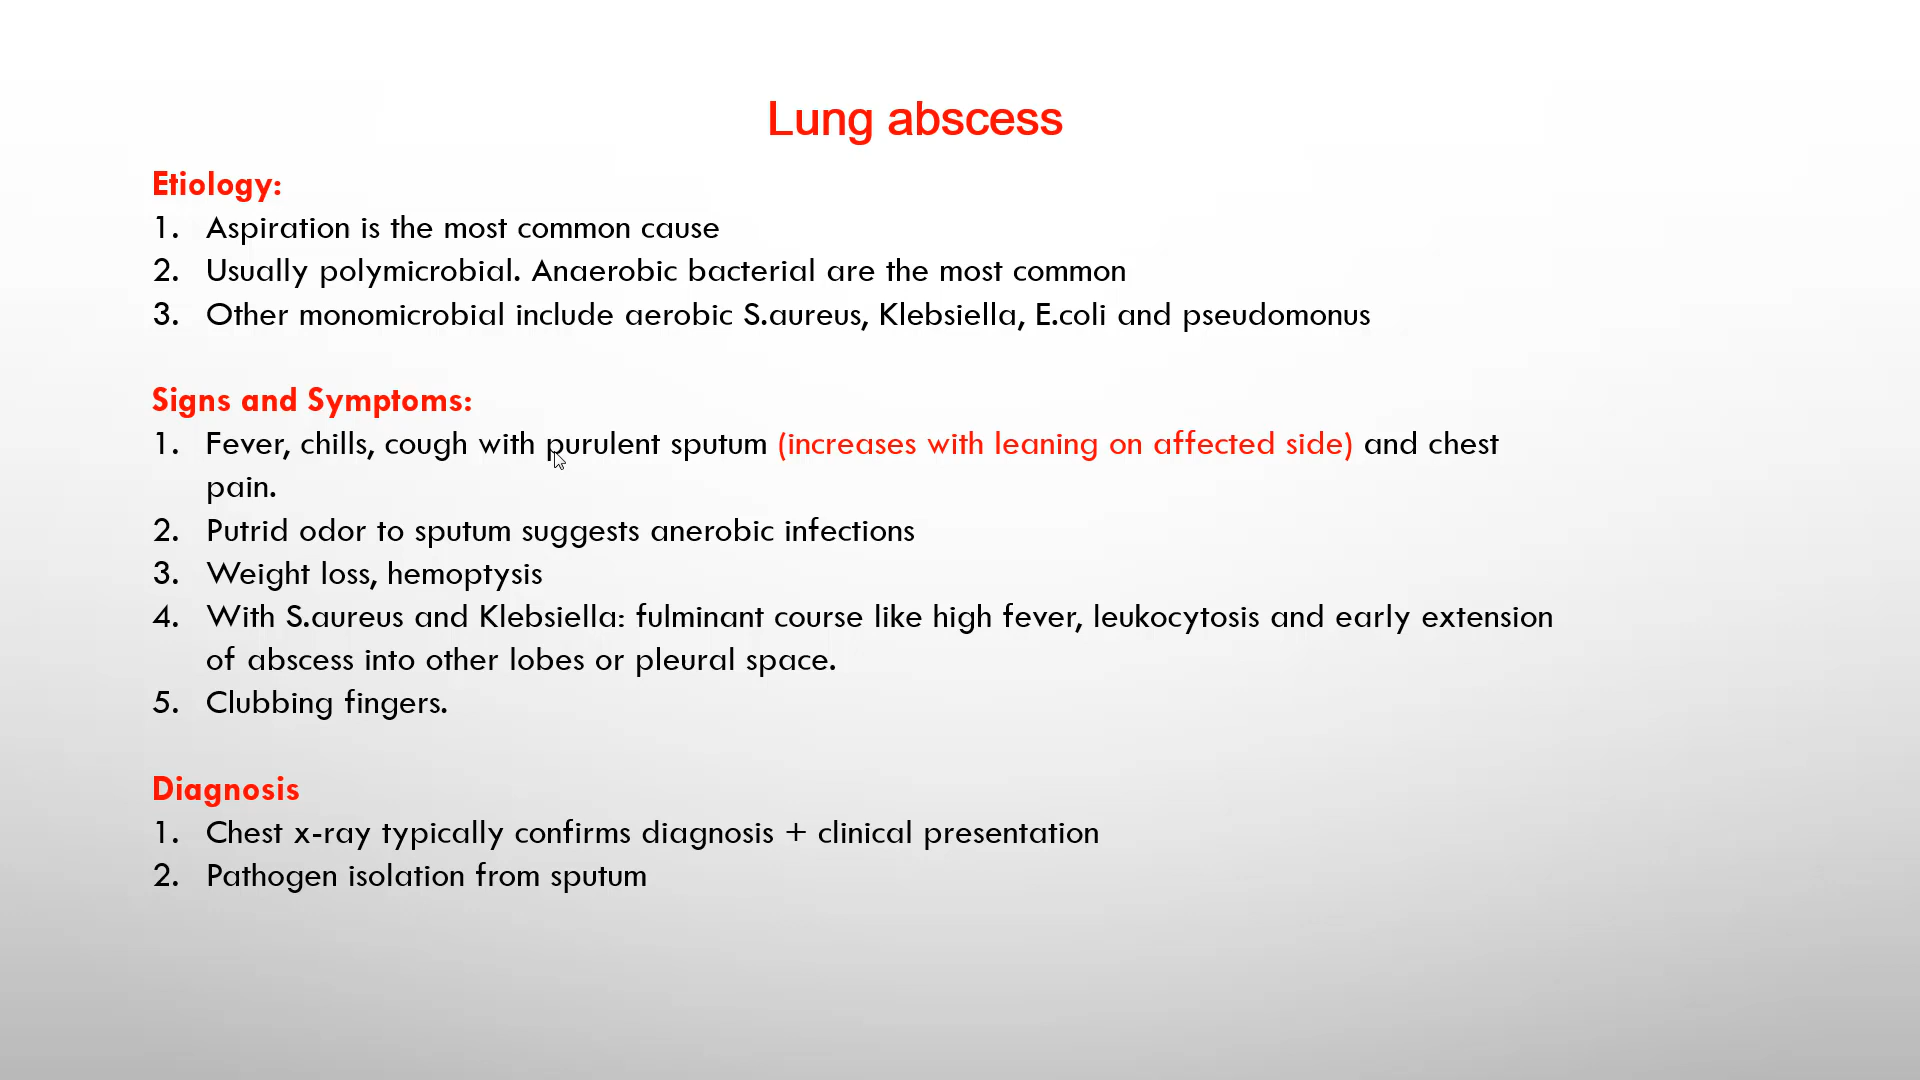 Lung abscess
Etiology:
1. Aspiration is the most common cause
2. Usually polymicrobial. Anaerobic bacterial are the most common
3. Other monomicrobial include aerobic S.aureus, Klebsiella, E.coli and pseudomonus
Signs and Symptoms:
1. Fever, chills, cough with purulent sputum (increases with leaning on affected side) and chest
pain.
2. Putrid odor to sputum suggests anerobic infections
3. Weight loss, hemoptysis
4. With S.aureus and Klebsiella: fulminant course like high fever, leukocytosis and early extension
of abscess into other lobes or pleural space.
5. Clubbing fingers.
Diagnosis
1. Chest x-ray typically confirms diagnosis + clinical presentation
2. Pathogen isolation from sputum